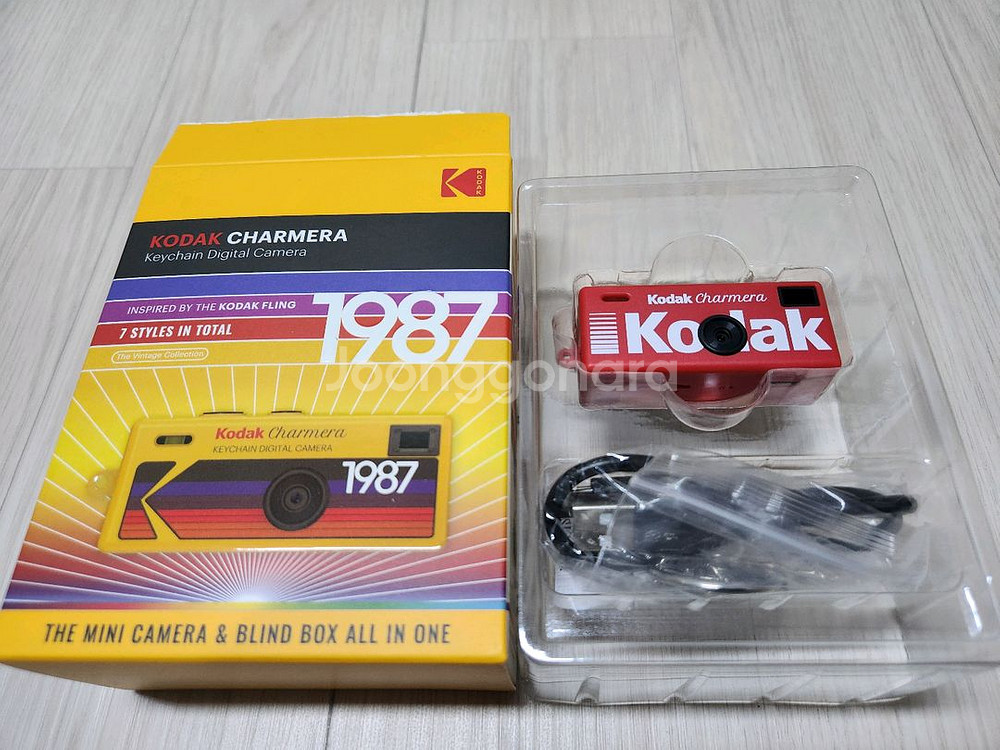 KODAK
KODAK CHARMERA
Keychain Digital Camera
INSPIRED BY THE KODAK FLING
1987
7 STYLES IN TOTAL
The Vintage Collection
Kodak Charmera
KEYCHAIN DIGITAL CAMERA
1987
THE MINI CAMERA & BLIND BOX ALL IN ONE
Kodak Charmera
Kodak
Joonggonara